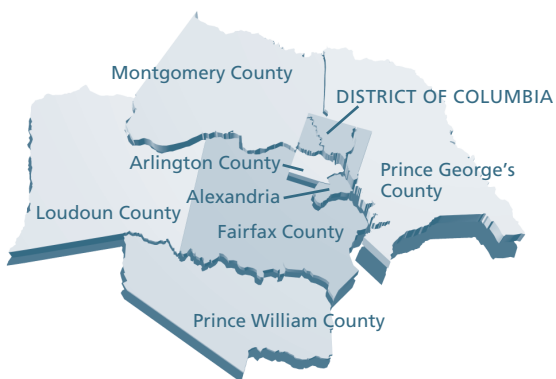 Montgomery County
DISTRICT OF COLUMBIA
Arlington County
Prince George's
County
Alexandria
Loudoun County
Fairfax County
Prince William County